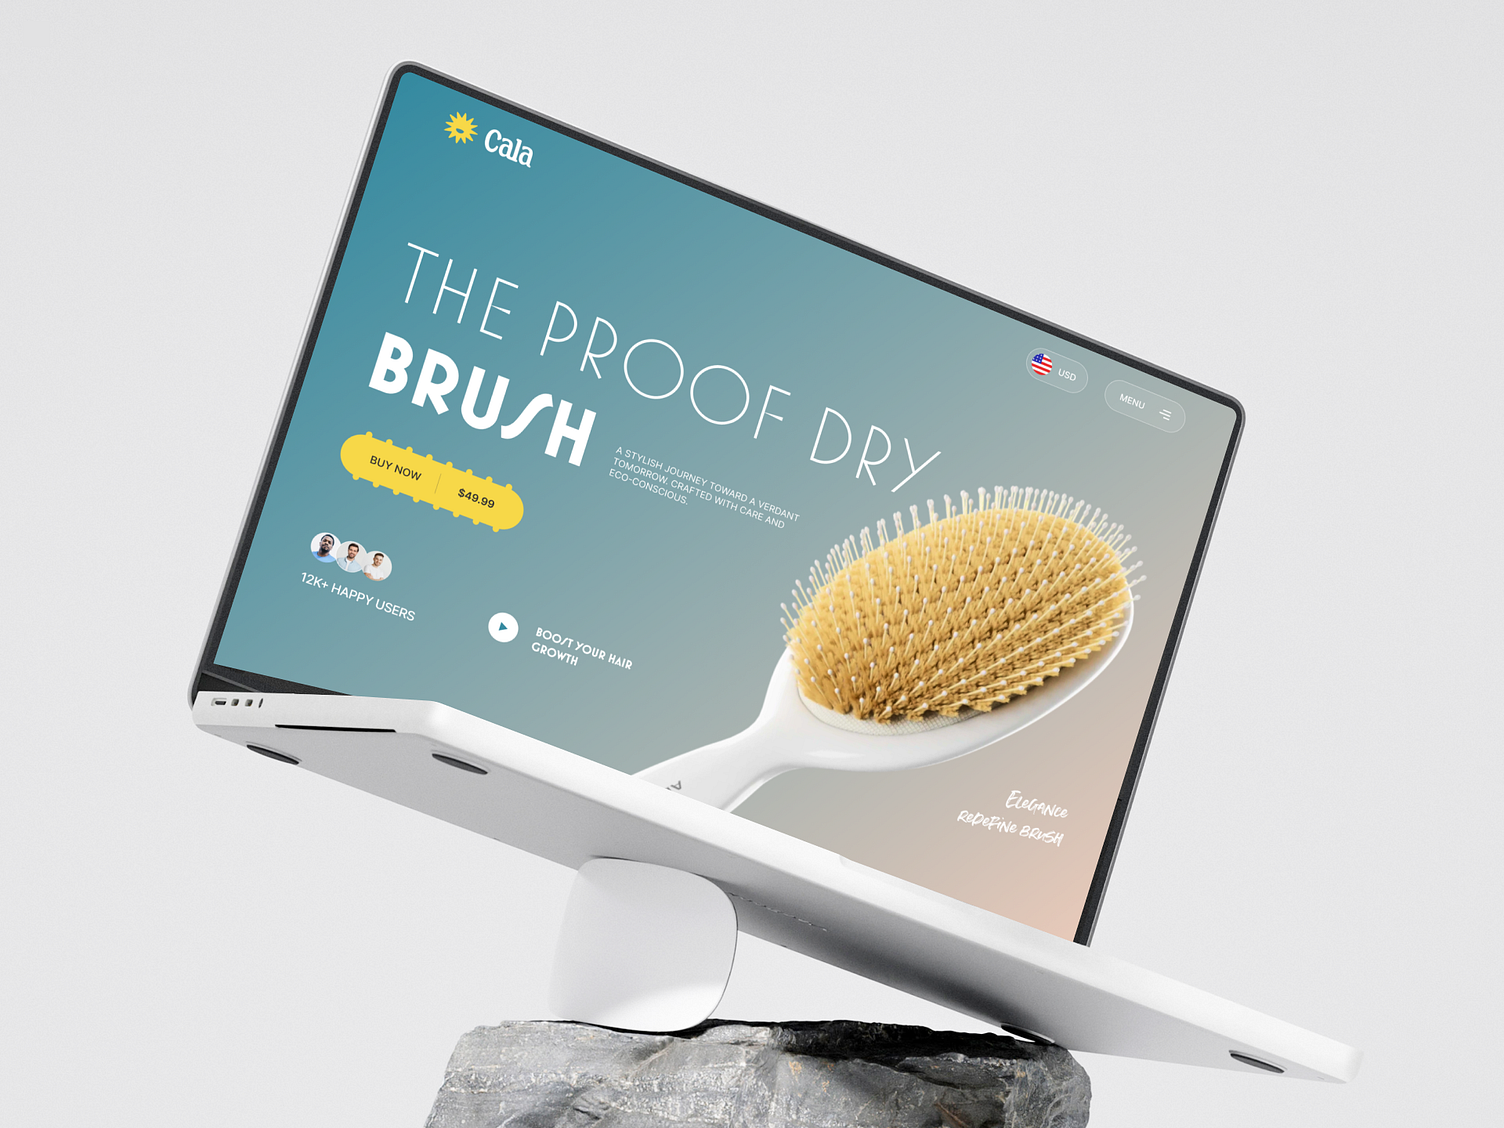 Cala
USD
MENU
THE PROOF DRY
BRUSH
A STYLISH JOURNEY TOWARD A VERDANT
TOMORROW. CRAFTED WITH CARE AND
ECO-CONSCIOUS.
BUY NOW
$49.99
12K+ HAPPY USERS
BOOST YOUR HAIR
GROWTH
ELEGANCE
REDEFINE BRUSH